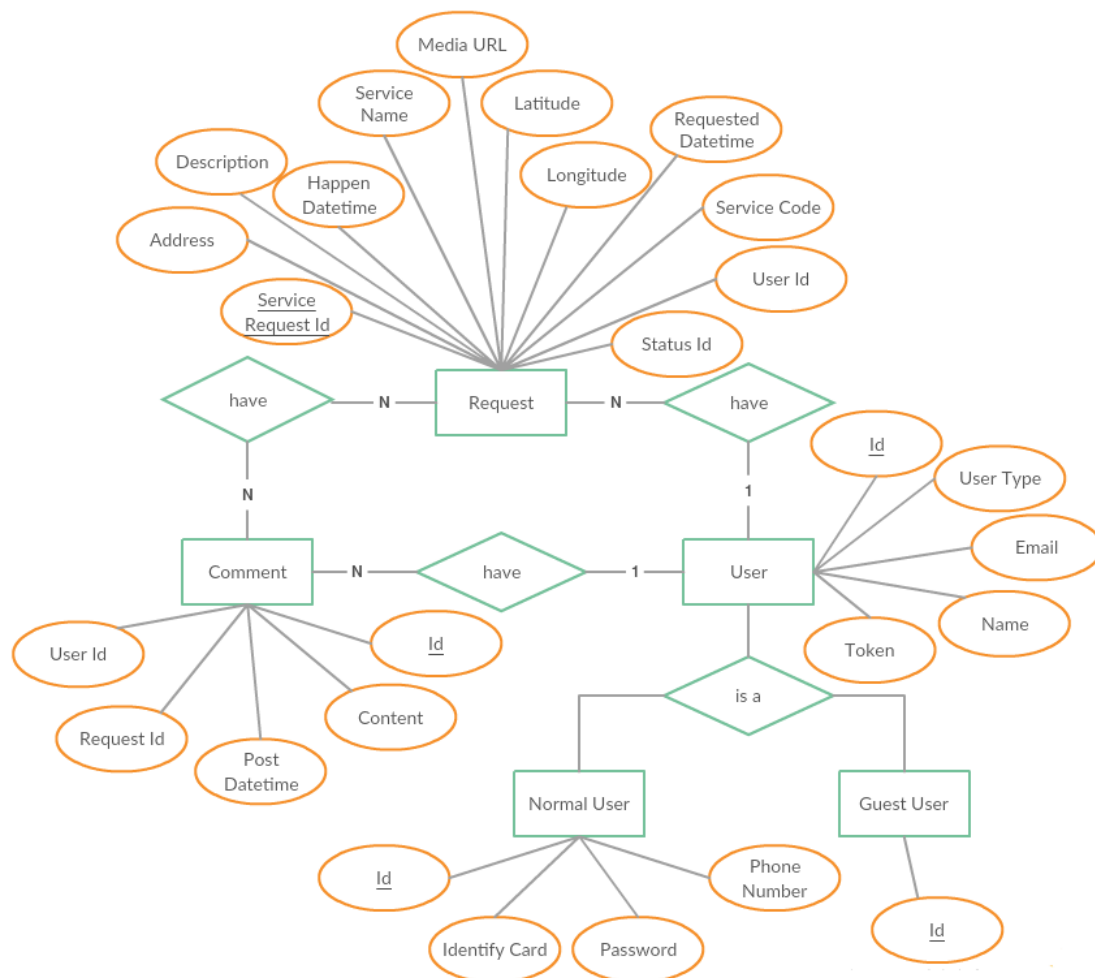 Media URL
Service
Name
Latitude
Requested
Datetime
Description
Happen
Datetime
Longitude
Service Code
Address
User Id
Service
Request Id
Status Id
have
N
Request
N
have
Id
User Type
N
1
Email
Comment
N
have
1
User
Name
User Id
Id
Token
Request Id
Content
is a
Post
Datetime
Normal User
Guest User
Id
Phone
Number
Identify Card
Password
Id